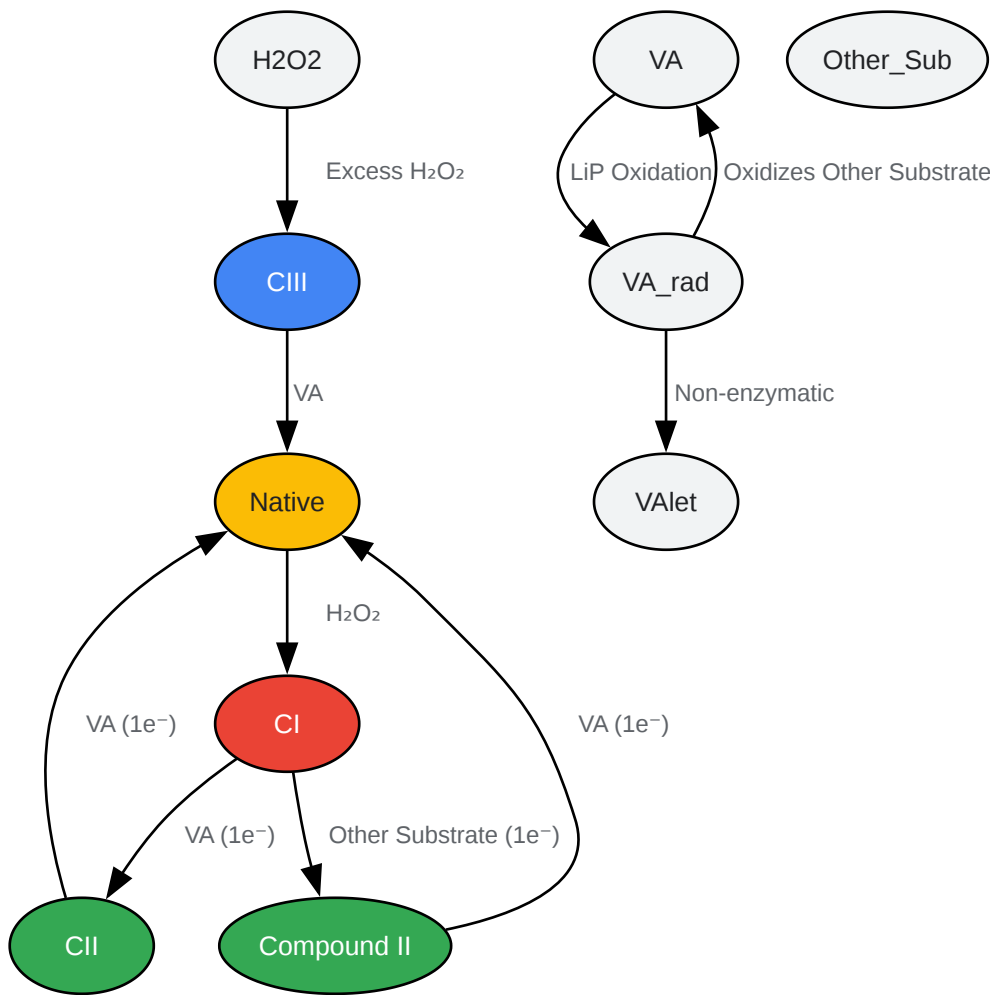 H2O2
VA
Other_Sub
Excess H₂O₂
LiP Oxidation
Oxidizes Other Substrate
CIII
VA_rad
VA
Non-enzymatic
Native
VAlet
H₂O₂
VA (1e⁻)
CI
VA (1e⁻)
VA (1e⁻)
Other Substrate (1e⁻)
CII
Compound II